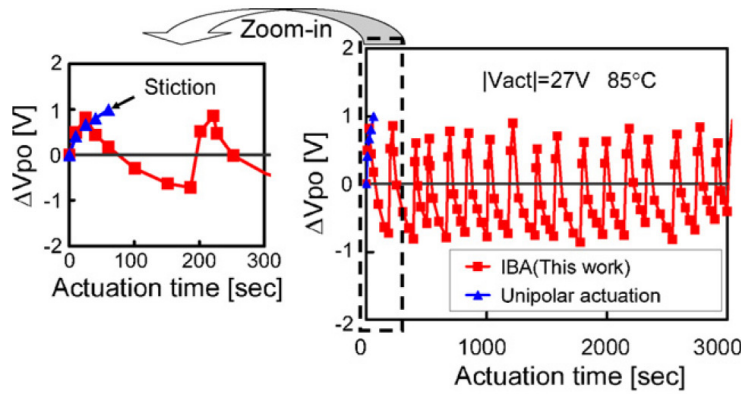 Zoom-in
2
1
0
-1
-2
ΔVpo [V]
Stiction
0 100 200 300
Actuation time [sec]
2
1
0
-1
-2
ΔVpo [V]
|Vact|=27V 85°C
IBA(This work)
Unipolar actuation
0 1000 2000 3000
Actuation time [sec]